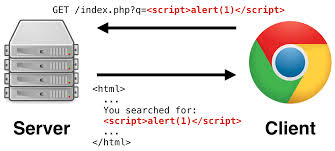 GET /index.php?q=<script>alert(1)</script>
<html>
...
You searched for:
<script>alert(1)</script>
...
</html>
Server
Client